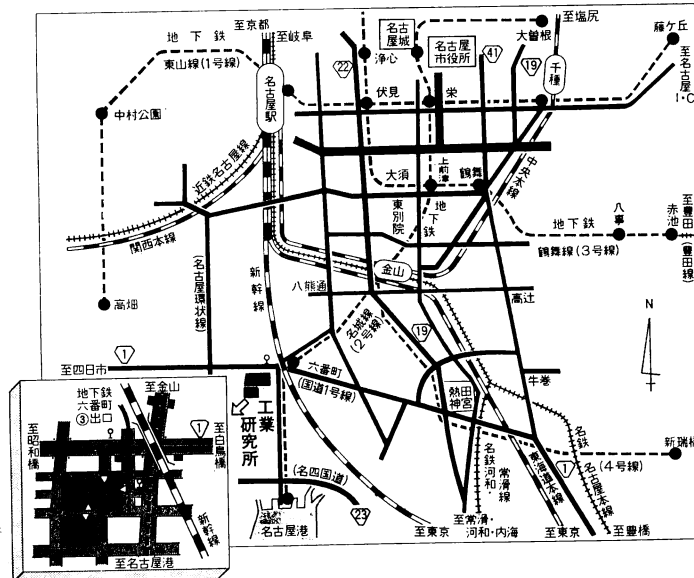 至京都
至岐阜
地下鉄
東山線(1号線)
名古屋駅
中村公園
高畑
近鉄名古屋線
関西本線
(名古屋環状線)
新幹線
22
浄心
名古屋城
名古屋市役所
41
19
大曽根
至塩尻
千種
藤ケ丘
至名古屋I・C
伏見
栄
大須
上前津
鶴舞
東別院
地下鉄
中央本線
地下鉄
鶴舞線(3号線)
八事
赤池
至豊田
(豊田線)
金山
八熊通
高辻
名城線(2号線)
19
六番町
(国道1号線)
牛巻
熱田神宮
N
至四日市
1
工業研究所
(名四国道)
23
名古屋港
名鉄河和・常滑線
東海道本線
1
名鉄名古屋本線
(4号線)
新瑞橋
至東京
至常滑・河和・内海
至東京
至豊橋
地下鉄
六番町
③出口
至金山
1
至昭和橋
至白鳥橋
新幹線
至名古屋港